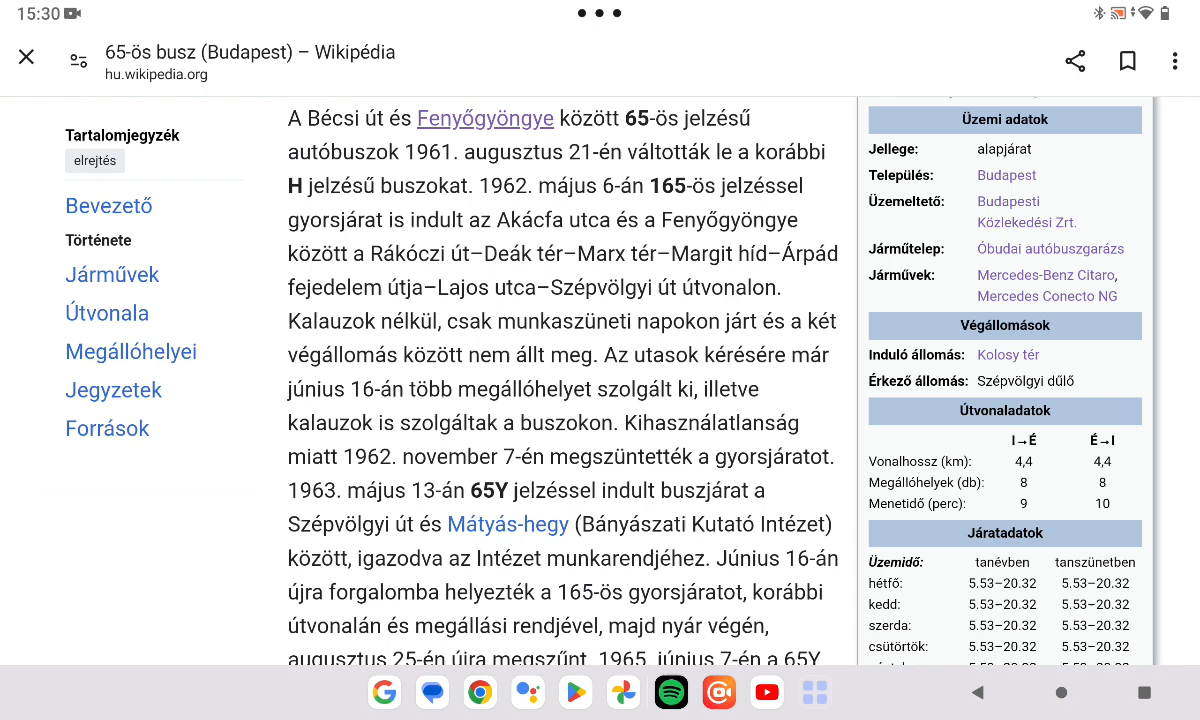 15:30
65-ös busz (Budapest) – Wikipédia
hu.wikipedia.org
Tartalomjegyzék
elrejtés
Bevezető
Története
Járművek
Útvonala
Megállóhelyei
Jegyzetek
Források
A Bécsi út és Fenyőgyöngye között 65-ös jelzésű
autóbuszok 1961. augusztus 21-én váltották le a korábbi
H jelzésű buszokat. 1962. május 6-án 165-ös jelzéssel
gyorsjárat is indult az Akácfa utca és a Fenyőgyöngye
között a Rákóczi út–Deák tér–Marx tér–Margit híd–Árpád
fejedelem útja–Lajos utca–Szépvölgyi út útvonalon.
Kalauzok nélkül, csak munkaszüneti napokon járt és a két
végállomás között nem állt meg. Az utasok kérésére már
június 16-án több megállóhelyet szolgált ki, illetve
kalauzok is szolgáltak a buszokon. Kihasználatlanság
miatt 1962. november 7-én megszüntették a gyorsjáratot.
1963. május 13-án 65Y jelzéssel indult buszjárat a
Szépvölgyi út és Mátyás-hegy (Bányászati Kutató Intézet)
között, igazodva az Intézet munkarendjéhez. Június 16-án
újra forgalomba helyezték a 165-ös gyorsjáratot, korábbi
útvonalán és megállási rendjével, majd nyár végén,
augusztus 25-én újra megszűnt. 1965. június 7-én a 65Y
Üzemi adatok
Jellege: alapjárat
Település: Budapest
Üzemeltető: Budapesti
Közlekedési Zrt.
Járműtelep: Óbudai autóbuszgarázs
Járművek: Mercedes-Benz Citaro,
Mercedes Conecto NG
Végállomások
Induló állomás: Kolosy tér
Érkező állomás: Szépvölgyi dűlő
Útvonaladatok
I→É É→I
Vonalhossz (km): 4,4 4,4
Megállóhelyek (db): 8 8
Menetidő (perc): 9 10
Járatadatok
Üzemidő: tanévben tanszünetben
hétfő: 5.53–20.32 5.53–20.32
kedd: 5.53–20.32 5.53–20.32
szerda: 5.53–20.32 5.53–20.32
csütörtök: 5.53–20.32 5.53–20.32